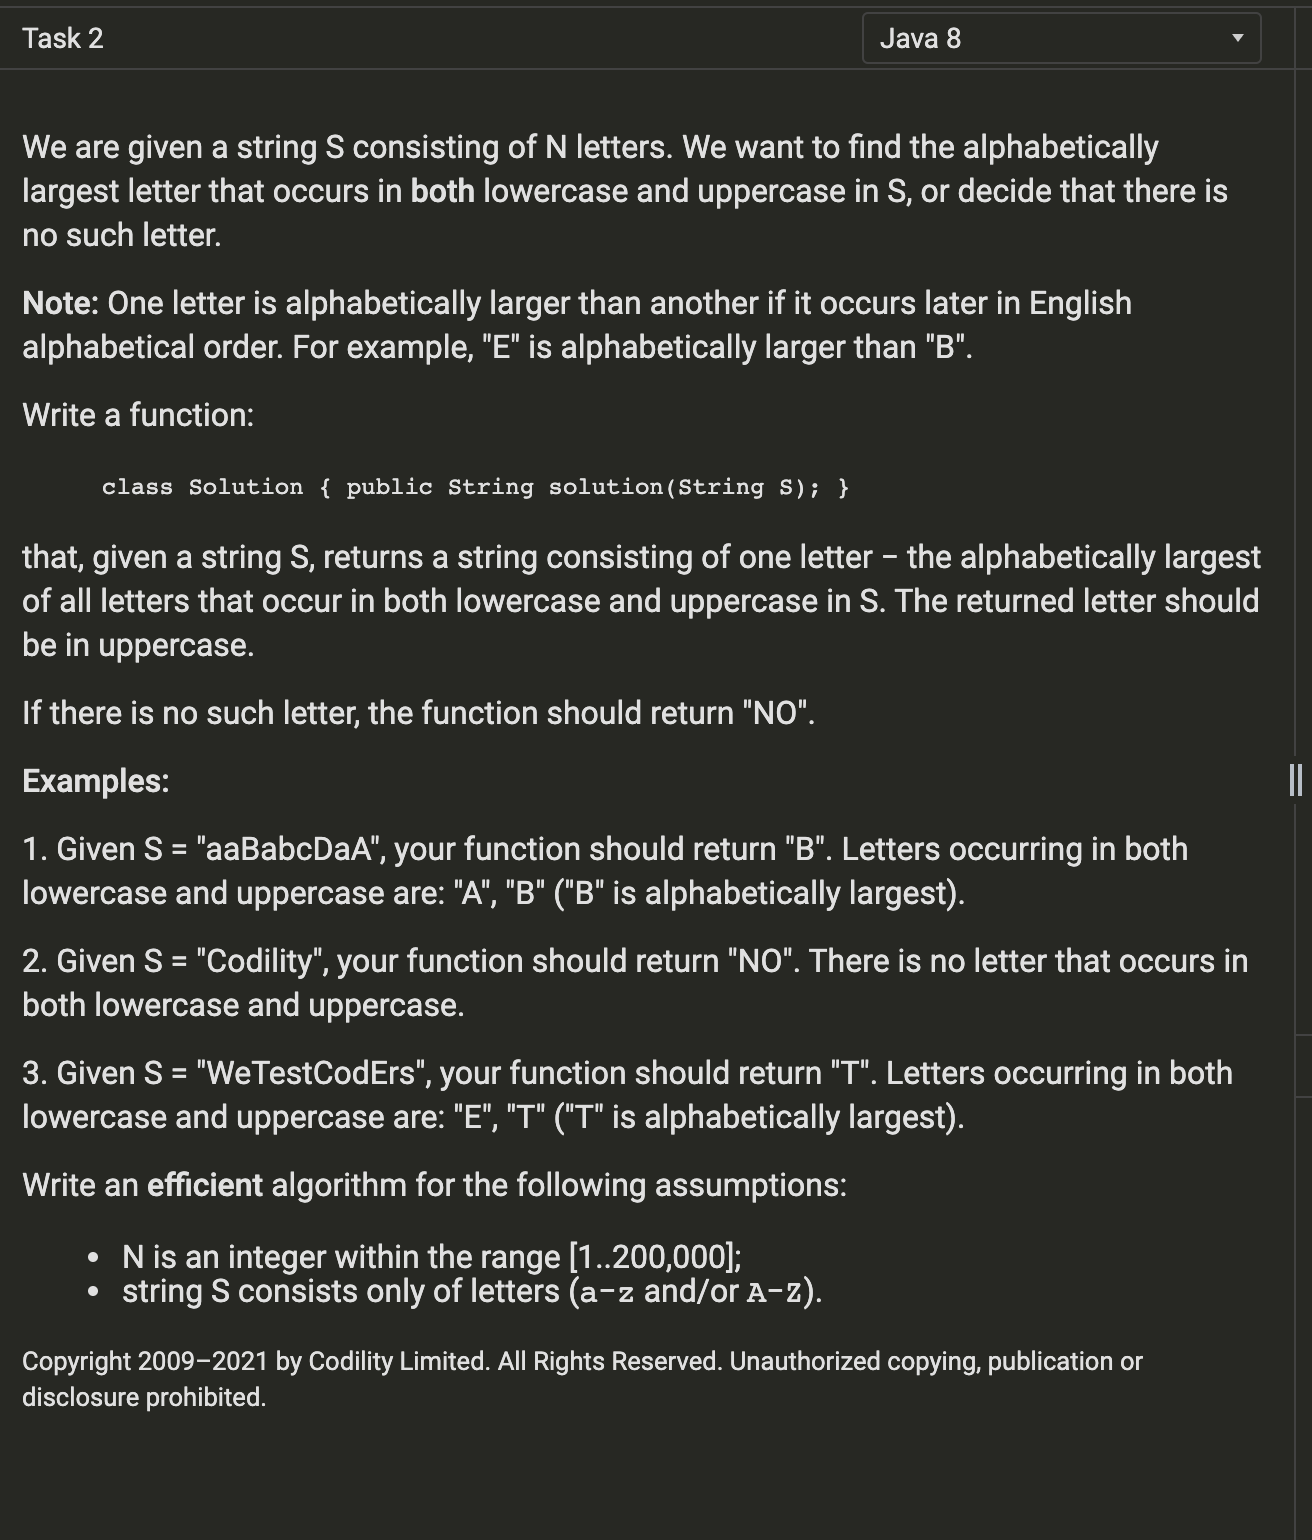 Task 2
Java 8
We are given a string S consisting of N letters. We want to find the alphabetically
largest letter that occurs in both lowercase and uppercase in S, or decide that there is
no such letter.
Note: One letter is alphabetically larger than another if it occurs later in English
alphabetical order. For example, "E" is alphabetically larger than "B".
Write a function:
class Solution { public String solution(String S); }
that, given a string S, returns a string consisting of one letter – the alphabetically largest
of all letters that occur in both lowercase and uppercase in S. The returned letter should
be in uppercase.
If there is no such letter, the function should return "NO".
Examples:
1. Given S = "aaBabcDaA", your function should return "B". Letters occurring in both
lowercase and uppercase are: "A", "B" ("B" is alphabetically largest).
2. Given S = "Codility", your function should return "NO". There is no letter that occurs in
both lowercase and uppercase.
3. Given S = "WeTestCodErs", your function should return "T". Letters occurring in both
lowercase and uppercase are: "E", "T" ("T" is alphabetically largest).
Write an efficient algorithm for the following assumptions:
• N is an integer within the range [1..200,000];
• string S consists only of letters (a-z and/or A-Z).
Copyright 2009–2021 by Codility Limited. All Rights Reserved. Unauthorized copying, publication or
disclosure prohibited.